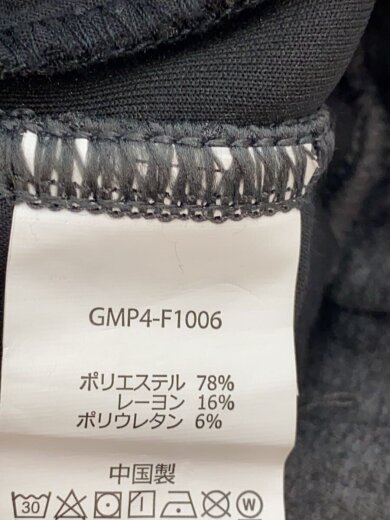 GMP4-F1006
ポリエステル 78%
レーヨン 16%
ポリウレタン 6%
中国製
30 W